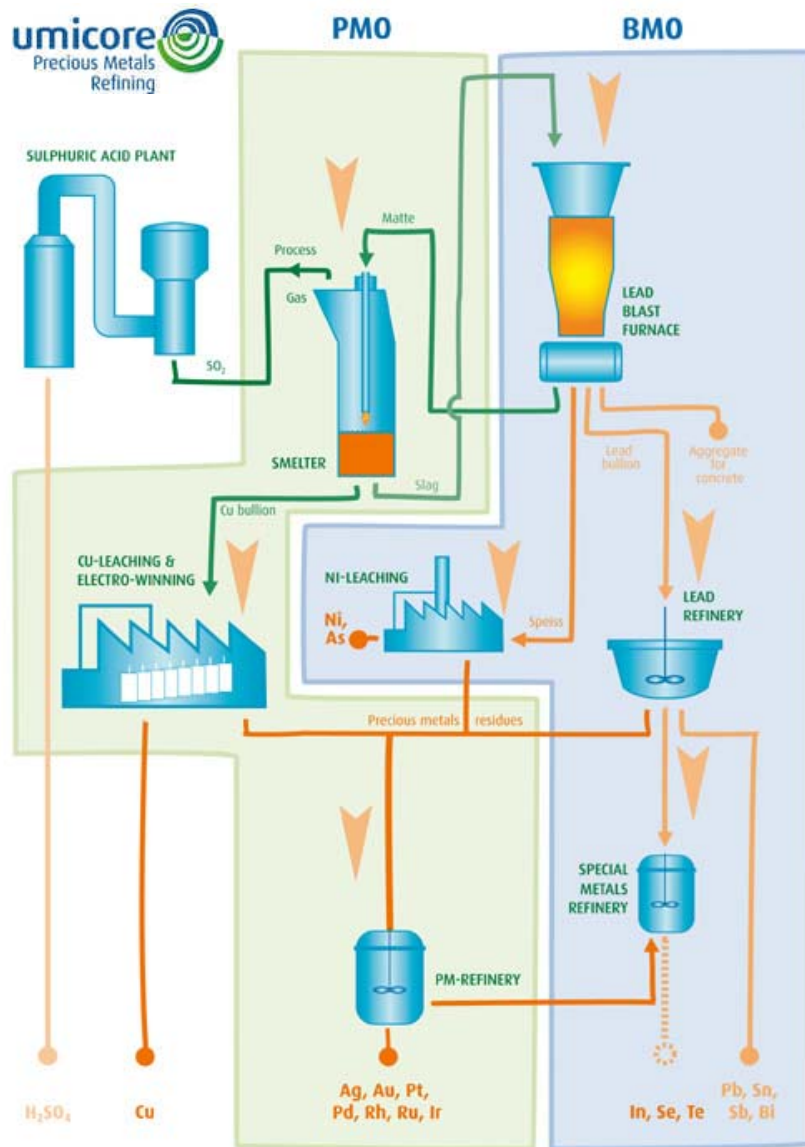 umicore
Precious Metals
Refining
PMO
BMO
SULPHURIC ACID PLANT
Matte
Process
Gas
SO₂
LEAD
BLAST
FURNACE
SMELTER
Slag
Cu bullion
Lead
bullion
Aggregate
for
concrete
CU-LEACHING &
ELECTRO-WINNING
NI-LEACHING
Ni,
As
Speiss
LEAD
REFINERY
Precious metals residues
SPECIAL
METALS
REFINERY
PM-REFINERY
H₂SO₄
Cu
Ag, Au, Pt,
Pd, Rh, Ru, Ir
In, Se, Te
Pb, Sn,
Sb, Bi